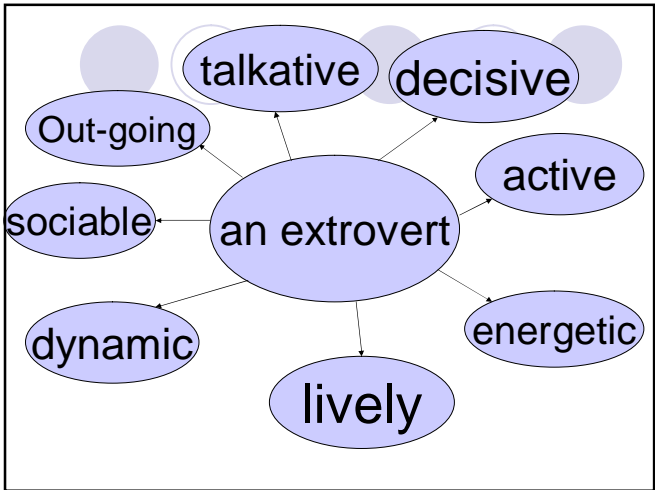 talkative
decisive
Out-going
active
sociable
an extrovert
dynamic
energetic
lively